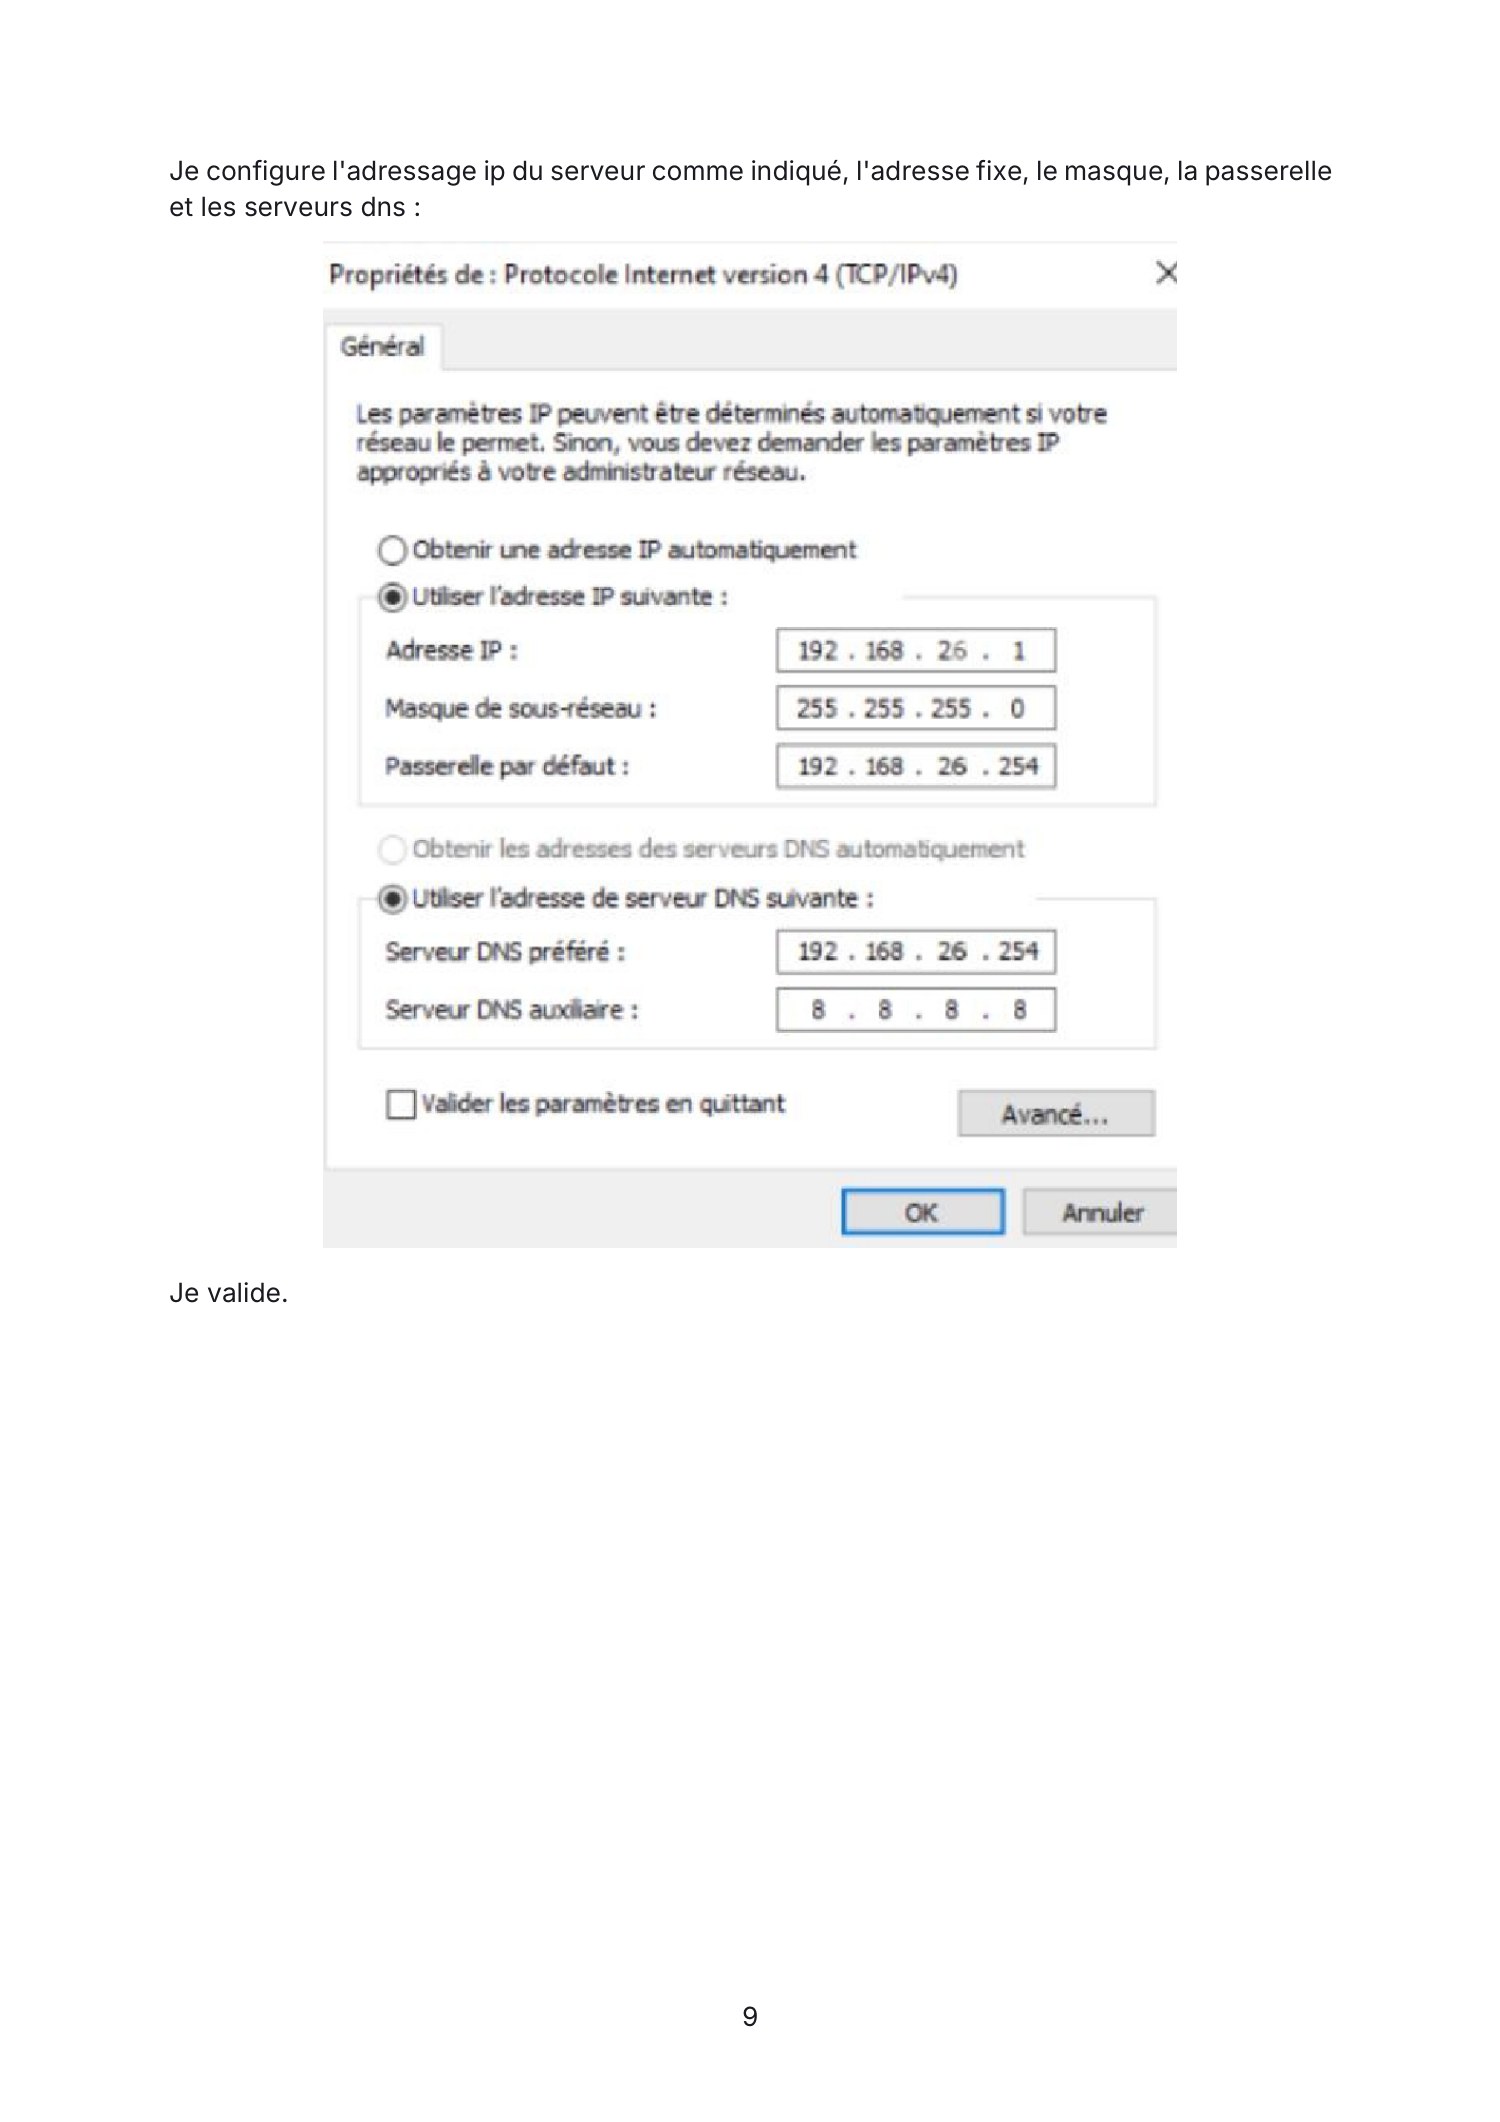 Je configure l'adressage ip du serveur comme indiqué, l'adresse fixe, le masque, la passerelle
et les serveurs dns :
Propriétés de : Protocole Internet version 4 (TCP/IPv4)
Général
Les paramètres IP peuvent être déterminés automatiquement si votre
réseau le permet. Sinon, vous devez demander les paramètres IP
appropriés à votre administrateur réseau.
Obtenir une adresse IP automatiquement
Utiliser l'adresse IP suivante :
Adresse IP : 192 . 168 . 26 . 1
Masque de sous-réseau : 255 . 255 . 255 . 0
Passerelle par défaut : 192 . 168 . 26 . 254
Obtenir les adresses des serveurs DNS automatiquement
Utiliser l'adresse de serveur DNS suivante :
Serveur DNS préféré : 192 . 168 . 26 . 254
Serveur DNS auxiliaire : 8 . 8 . 8 . 8
Valider les paramètres en quittant
Avancé...
OK Annuler
Je valide.
9